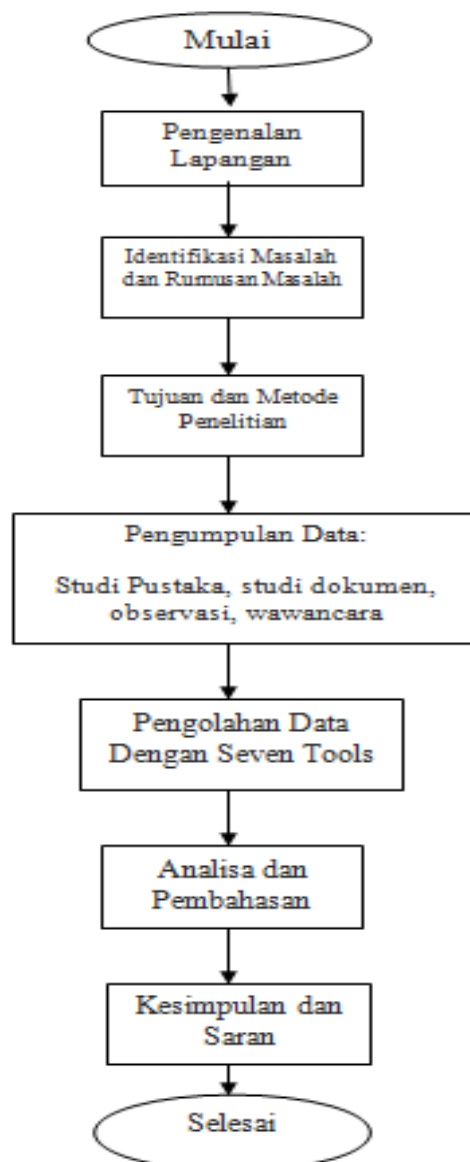 Mulai
Pengenalan
Lapangan
Identifikasi Masalah
dan Rumusan Masalah
Tujuan dan Metode
Penelitian
Pengumpulan Data:
Studi Pustaka, studi dokumen,
observasi, wawancara
Pengolahan Data
Dengan Seven Tools
Analisa dan
Pembahasan
Kesimpulan dan
Saran
Selesai